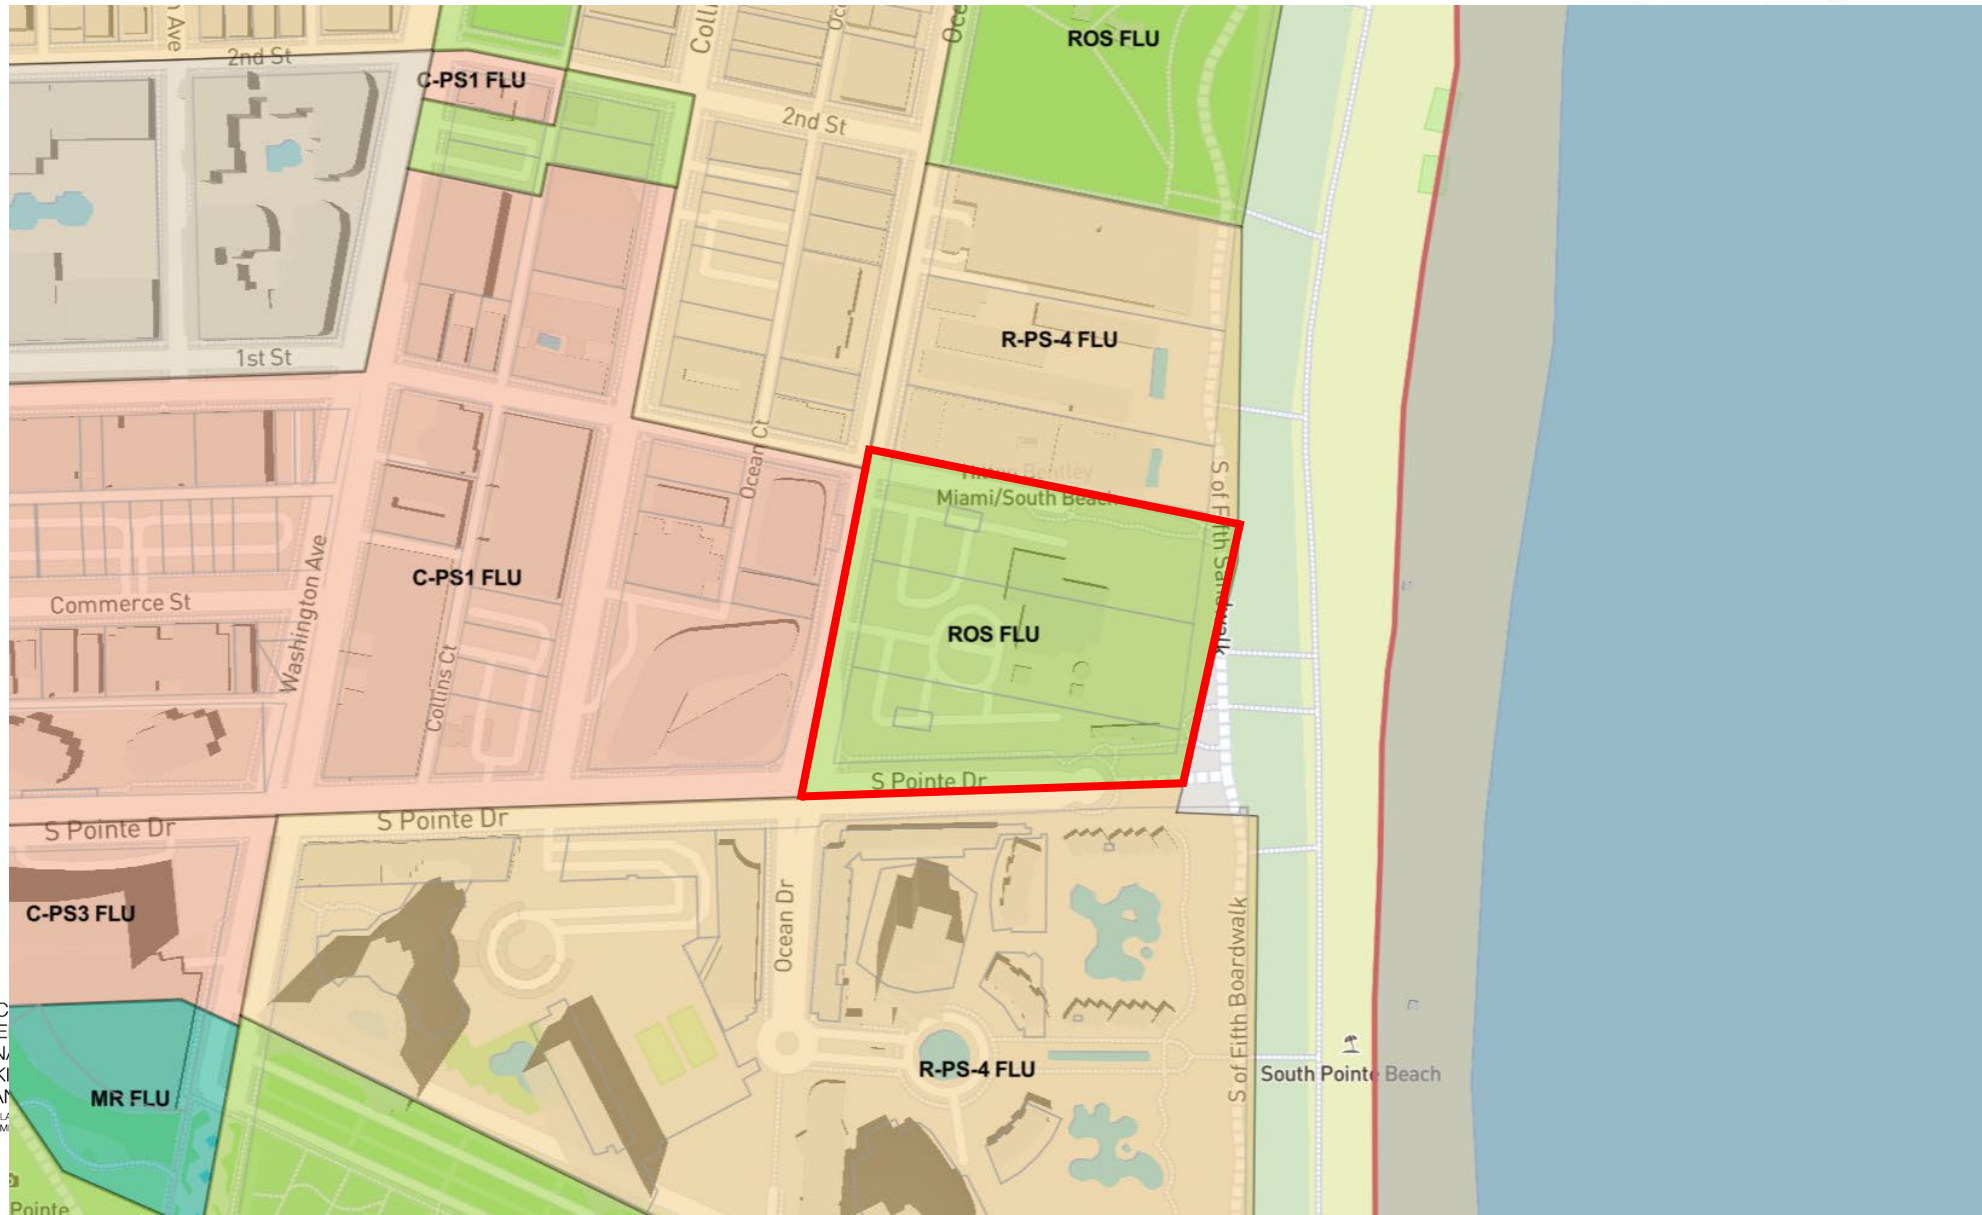 2nd St
C-PS1 FLU
ROS FLU
2nd St
1st St
R-PS-4 FLU
Ocean Ct
Miami/South Beach
S of Fifth Sandwalk
Washington Ave
C-PS1 FLU
Commerce St
Collins Ct
ROS FLU
S Pointe Dr
S Pointe Dr
S Pointe Dr
C-PS3 FLU
Ocean Dr
S of Fifth Boardwalk
R-PS-4 FLU
South Pointe Beach
MR FLU
Pointe